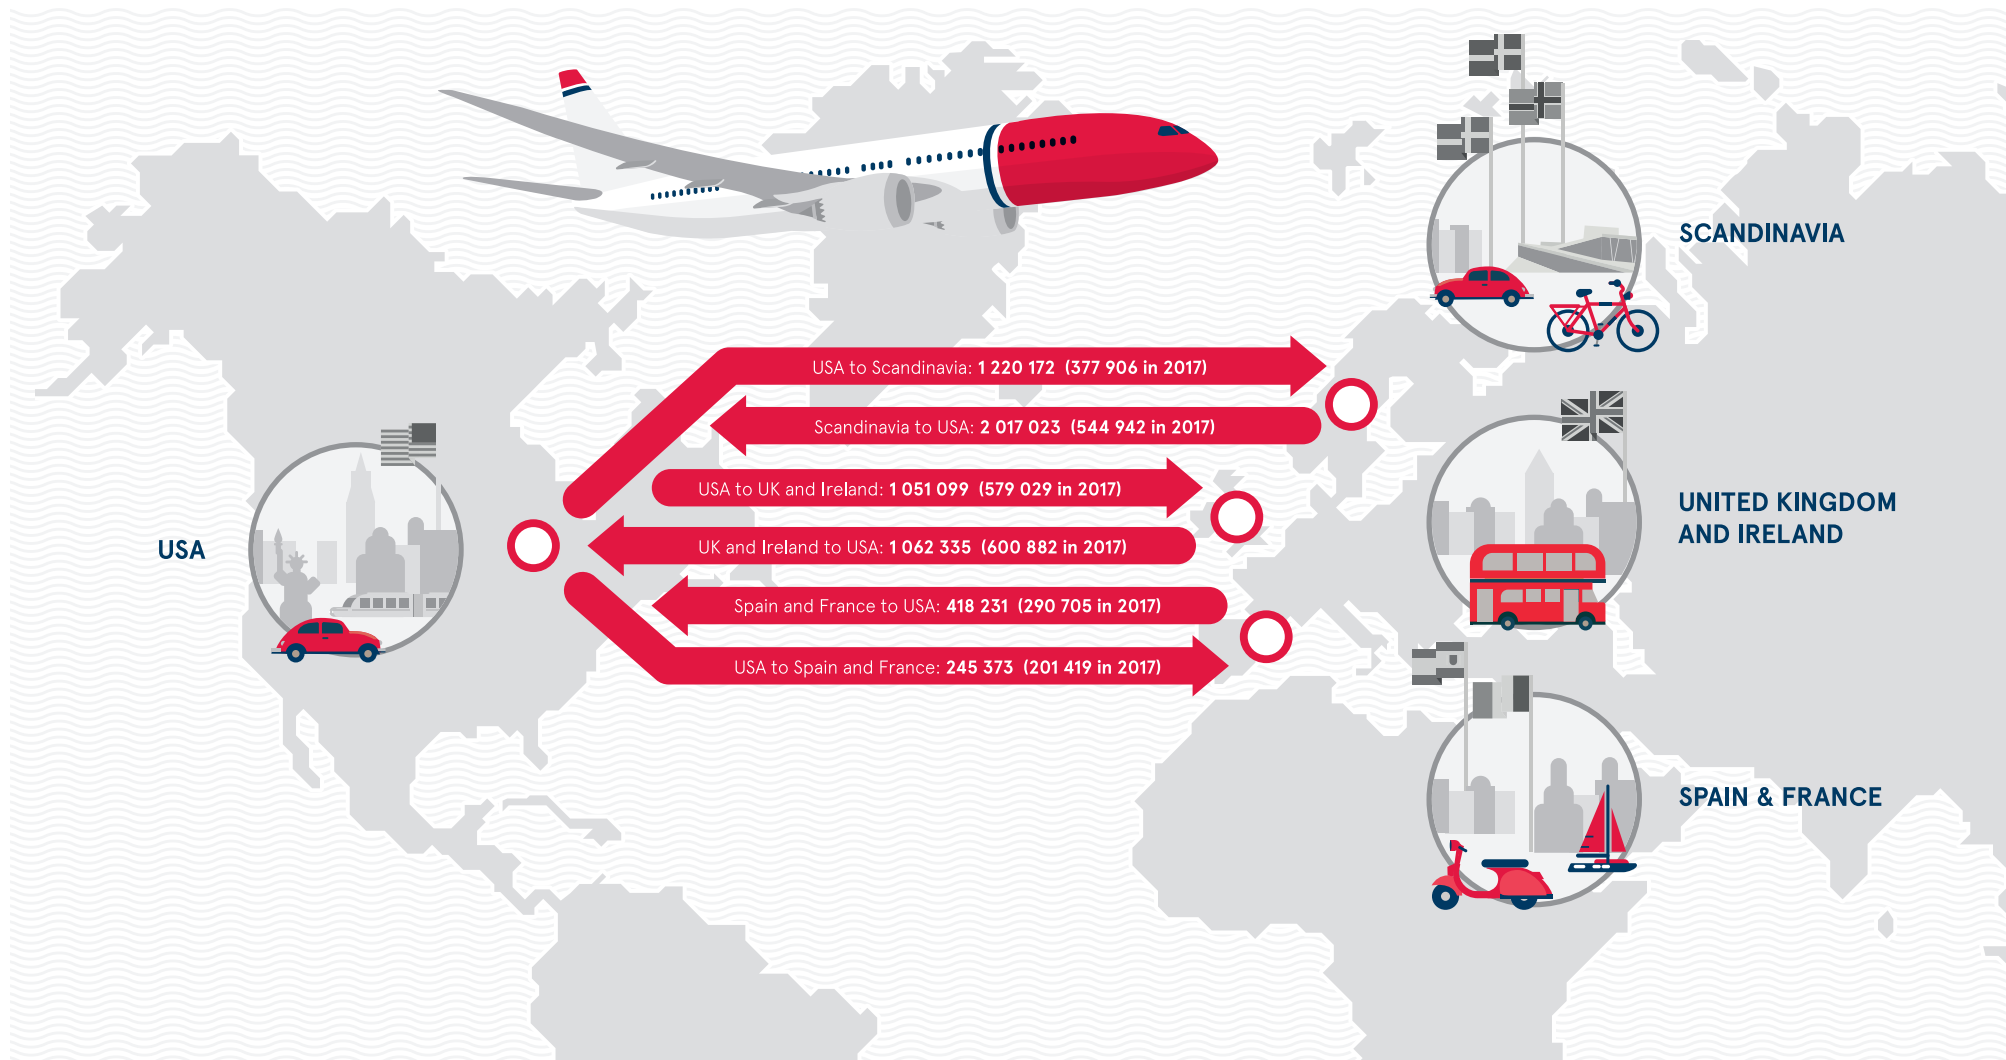 SCANDINAVIA
USA to Scandinavia: 1 220 172 (377 906 in 2017)
Scandinavia to USA: 2 017 023 (544 942 in 2017)
USA to UK and Ireland: 1 051 099 (579 029 in 2017)
UK and Ireland to USA: 1 062 335 (600 882 in 2017)
Spain and France to USA: 418 231 (290 705 in 2017)
USA to Spain and France: 245 373 (201 419 in 2017)
USA
UNITED KINGDOM
AND IRELAND
SPAIN & FRANCE